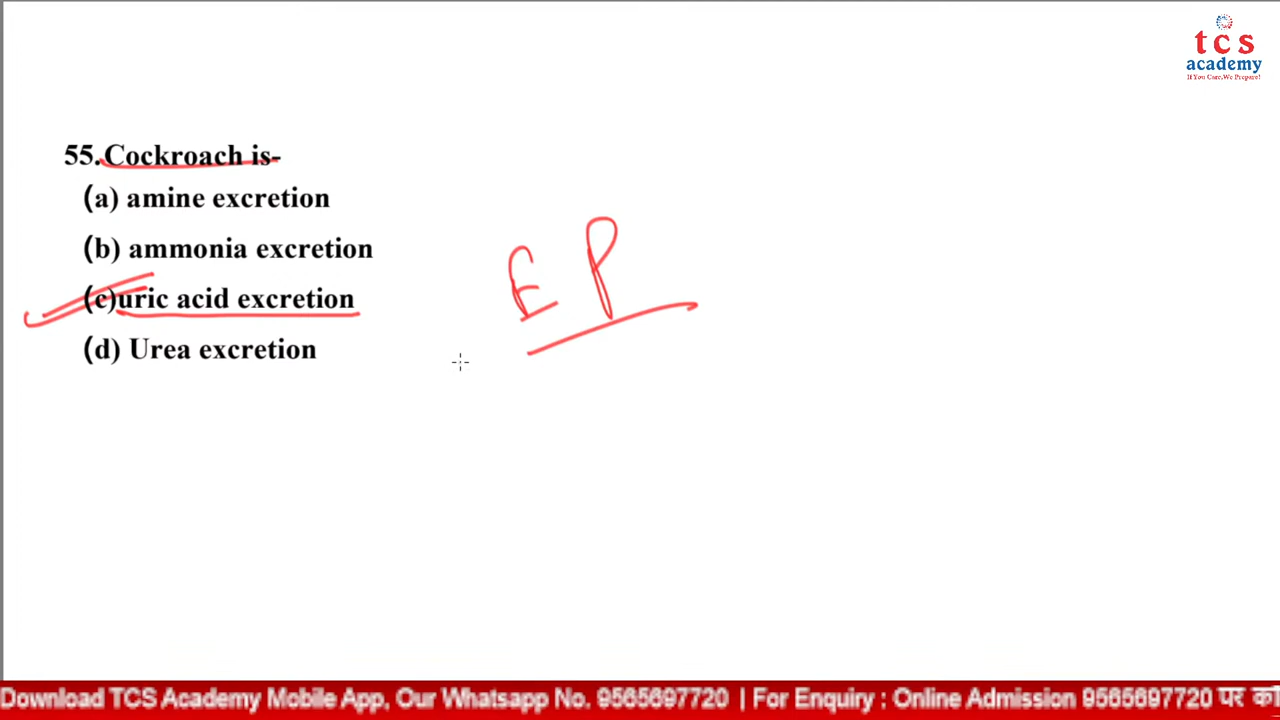 tcs
academy
If You Care,We Prepare!
55.Cockroach is-
(a) amine excretion
(b) ammonia excretion
(c)uric acid excretion
(d) Urea excretion
E P
Download TCS Academy Mobile App, Our Whatsapp No. 9565697720 | For Enquiry : Online Admission 9565697720 पर